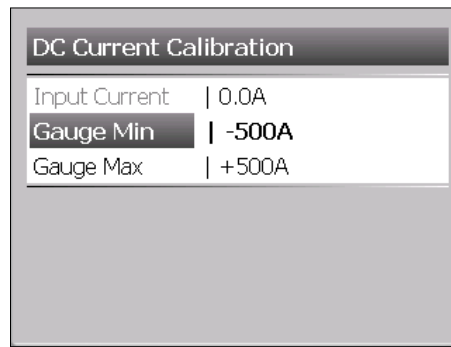 DC Current Calibration
Input Current | 0.0A
Gauge Min | -500A
Gauge Max | +500A